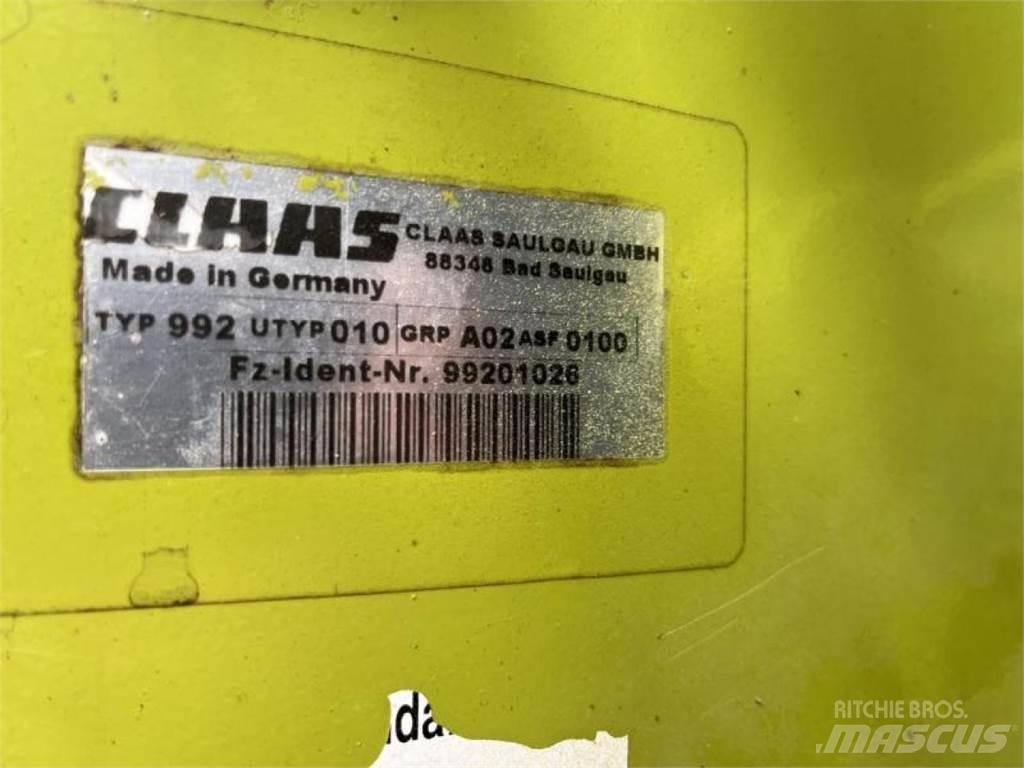 CLAAS
CLAAS SAULGAU GMBH
88348 Bad Saulgau
Made in Germany
TYP 992 UTYP 010 GRP A02 ASF 0100
Fz-Ident-Nr. 99201026
da
RITCHIE BROS.
MASCUS